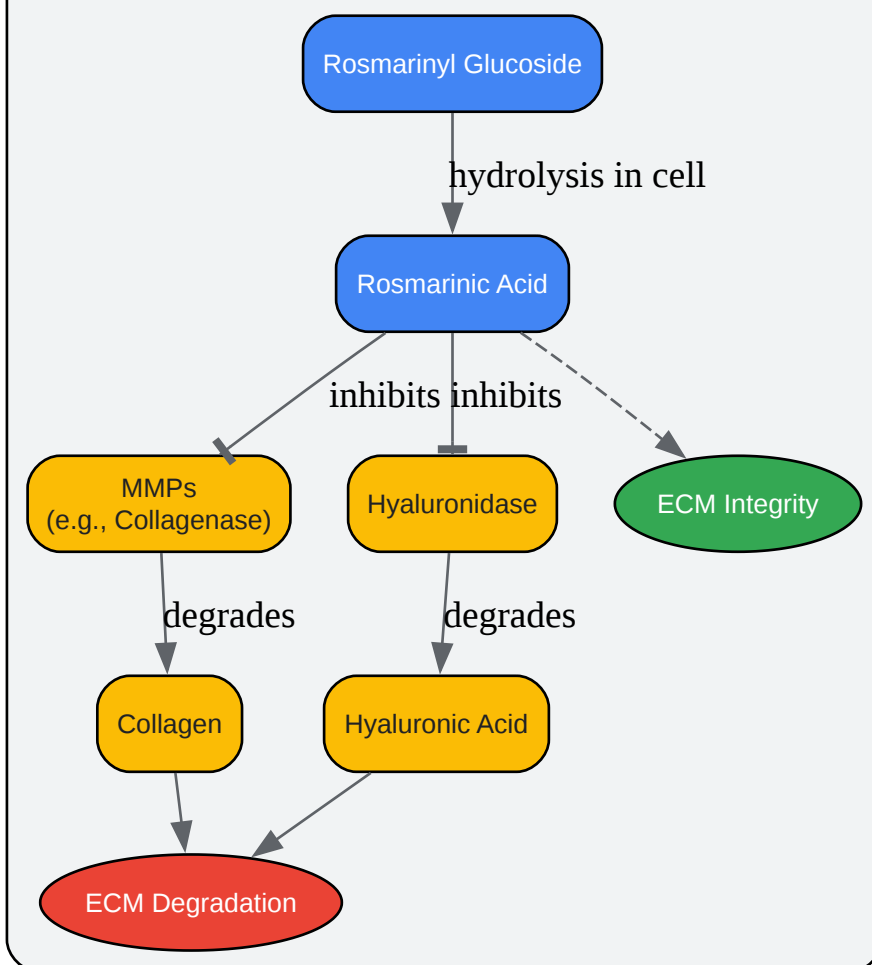 Rosmarinyl Glucoside
hydrolysis in cell
Rosmarinic Acid
inhibits inhibits
MMPs
(e.g., Collagenase)
Hyaluronidase
ECM Integrity
degrades
degrades
Collagen
Hyaluronic Acid
ECM Degradation